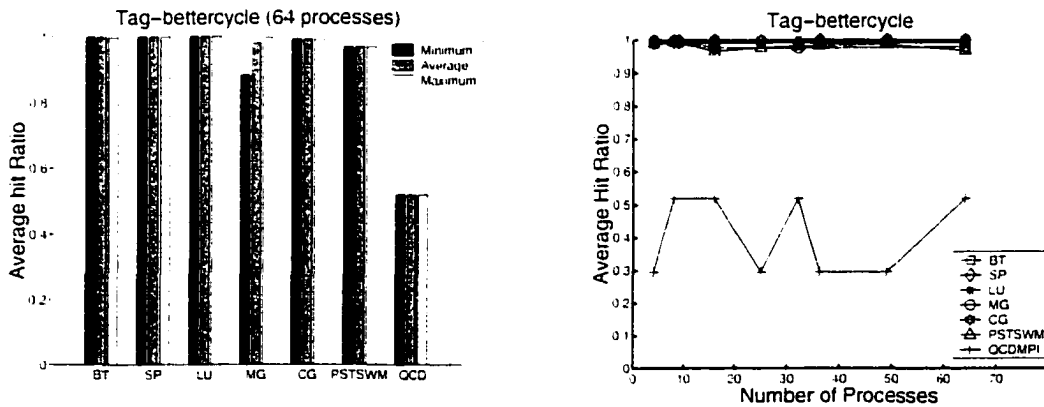 Tag-bettercycle (64 processes)
Minimum
Average
Maximum
Average hit Ratio
1
0.8
0.6
0.4
0.2
0
BT SP LU MG CG PSTSWM QCD
Tag-bettercycle
Average Hit Ratio
1
0.9
0.8
0.7
0.6
0.5
0.4
0.3
0.2
0.1
0
BT
SP
LU
MG
CG
PSTSWM
QCDMPI
0 10 20 30 40 50 60 70 80
Number of Processes